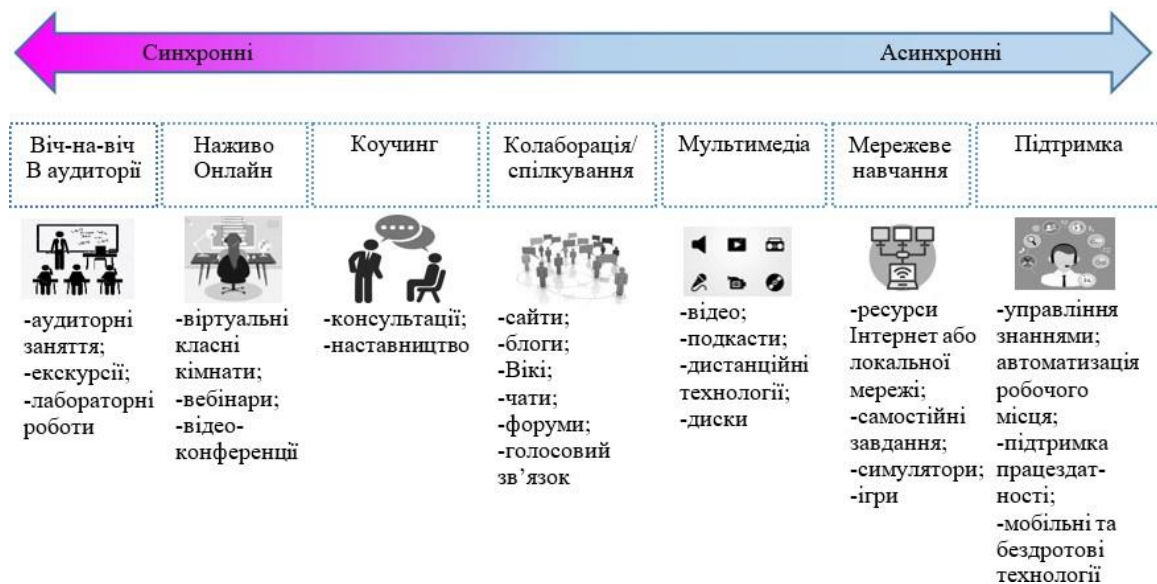 Синхронні
Асинхронні
Віч-на-віч
В аудиторії
Наживо
Онлайн
Коучинг
Колаборація/
спілкування
Мультимедіа
Мережеве
навчання
Підтримка
-аудиторні
заняття;
-екскурсії;
-лабораторні
роботи
-віртуальні
класні
кімнати;
-вебінари;
-відео-
конференції
-консультації;
-наставництво
-сайти;
-блоги;
-Вікі;
-чати;
-форуми;
-голосовий
зв’язок
-відео;
-подкасти;
-дистанційні
технології;
-диски
-ресурси
Інтернет або
локальної
мережі;
-самостійні
завдання;
-симулятори;
-ігри
-управління
знаннями;
автоматизація
робочого
місця;
-підтримка
працездат-
ності;
-мобільні та
бездротові
технології